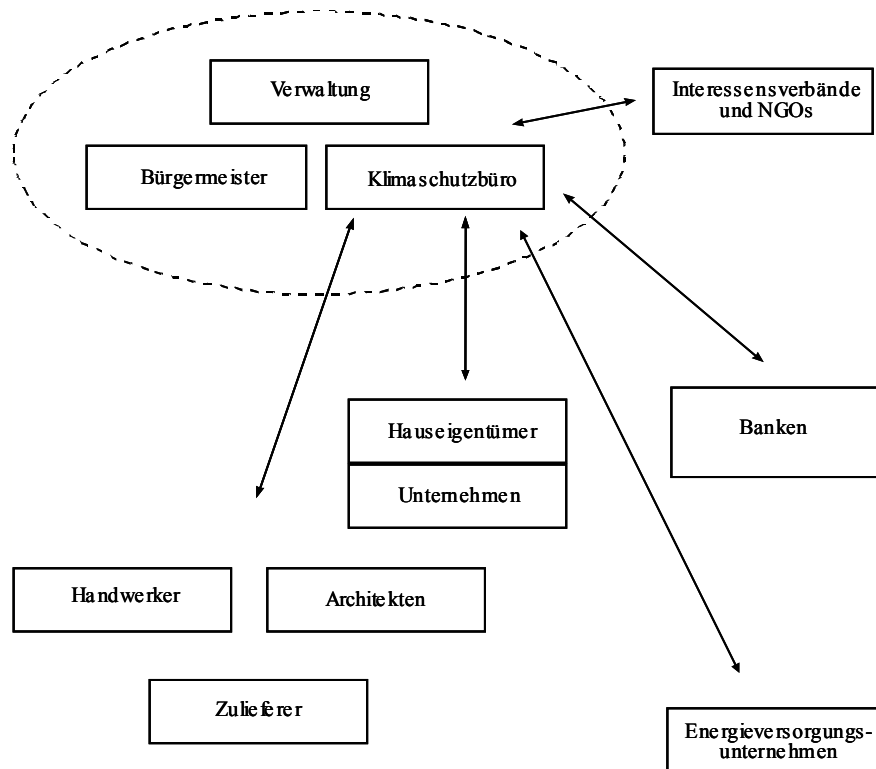 Verwaltung
Interessensverbände
und NGOs
Bürgermeister
Klimaschutzbüro
Hauseigentümer
Banken
Unternehmen
Handwerker
Architekten
Zulieferer
Energieversorgungs-
unternehmen